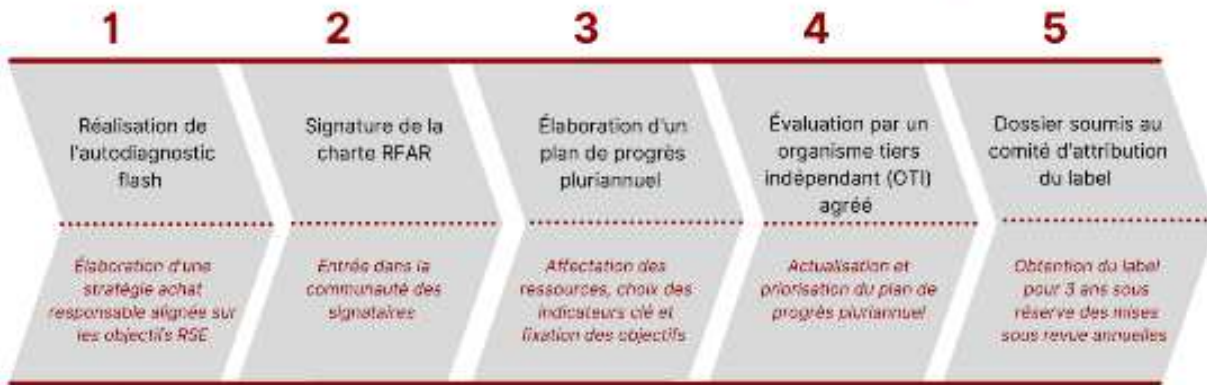 1
Réalisation de
l'autodiagnostic
flash
Élaboration d'une
stratégie achat
responsable alignée sur
les objectifs RSE
2
Signature de la
charte RFAR
Entrée dans la
communauté des
signataires
3
Élaboration d'un
plan de progrès
pluriannuel
Affectation des
ressources, choix des
indicateurs clé et
fixation des objectifs
4
Évaluation par un
organisme tiers
indépendant (OTI)
agréé
Actualisation et
priorisation du plan de
progrès pluriannuel
5
Dossier soumis au
comité d'attribution
du label
Obtention du label
pour 3 ans sous
réserve des mises
sous revue annuelles